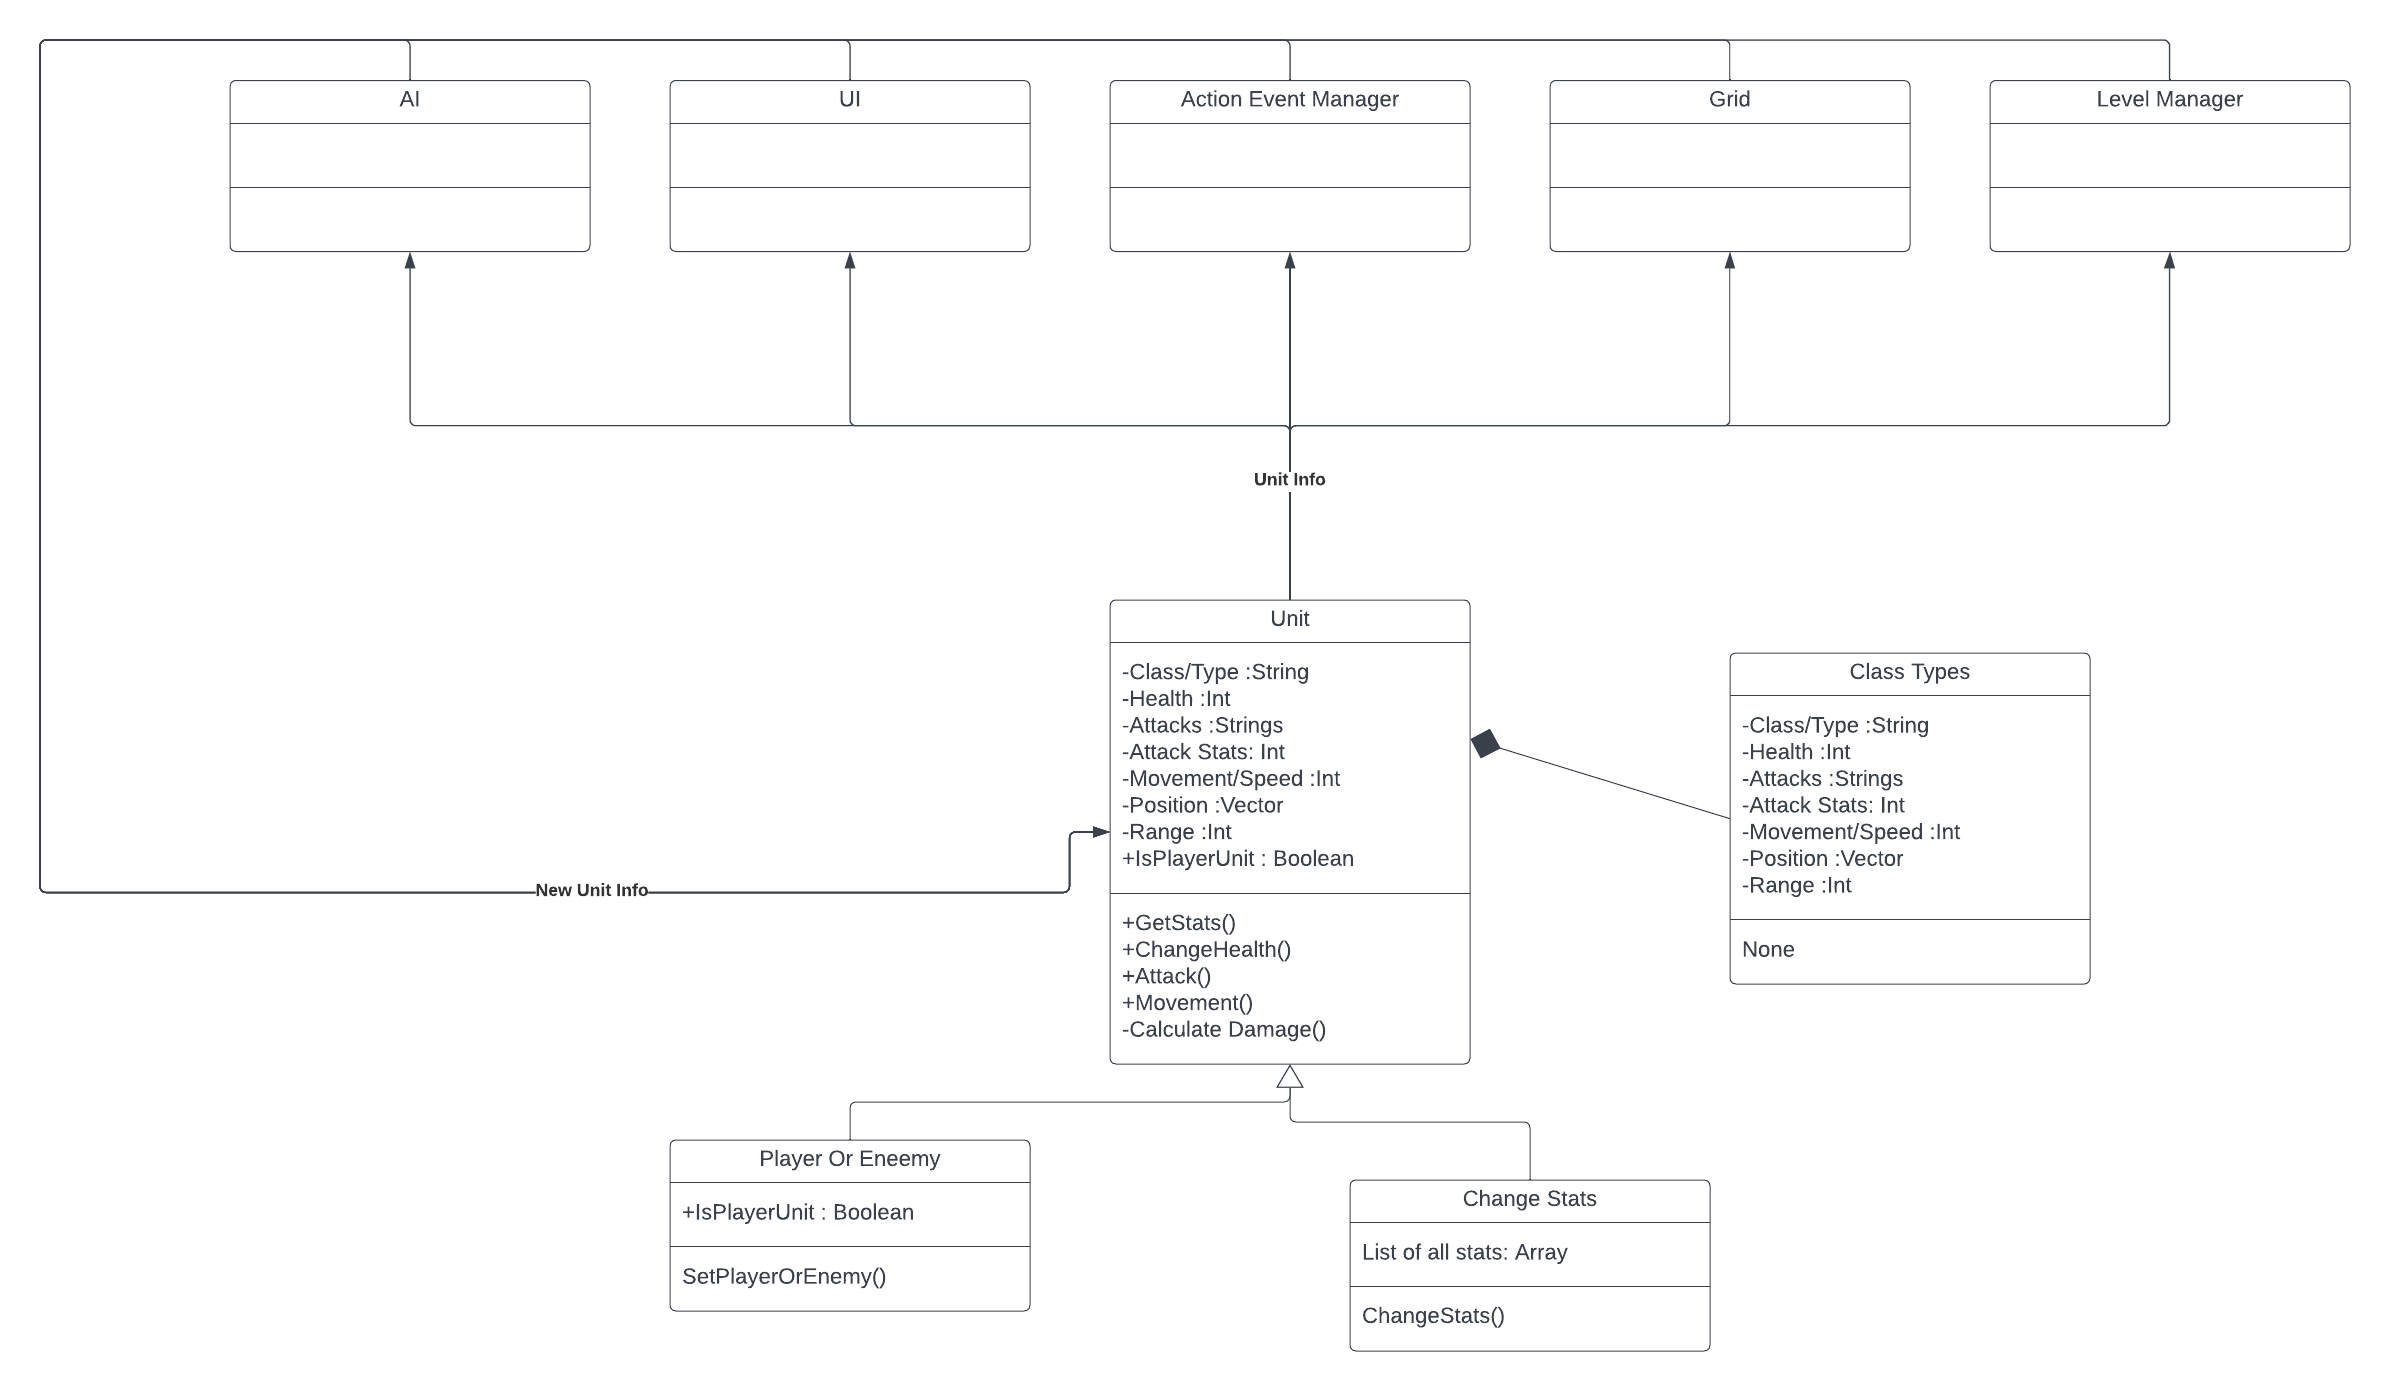 AI
UI
Action Event Manager
Grid
Level Manager
Unit Info
Unit
-Class/Type :String
-Health :Int
-Attacks :Strings
-Attack Stats: Int
-Movement/Speed :Int
-Position :Vector
-Range :Int
+IsPlayerUnit : Boolean
+GetStats()
+ChangeHealth()
+Attack()
+Movement()
-Calculate Damage()
Class Types
-Class/Type :String
-Health :Int
-Attacks :Strings
-Attack Stats: Int
-Movement/Speed :Int
-Position :Vector
-Range :Int
None
New Unit Info
Player Or Eneemy
+IsPlayerUnit : Boolean
SetPlayerOrEnemy()
Change Stats
List of all stats: Array
ChangeStats()